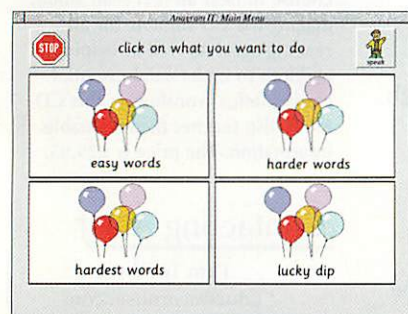 Anagram II: Main Menu
STOP
click on what you want to do
speak
easy words
harder words
hardest words
lucky dip